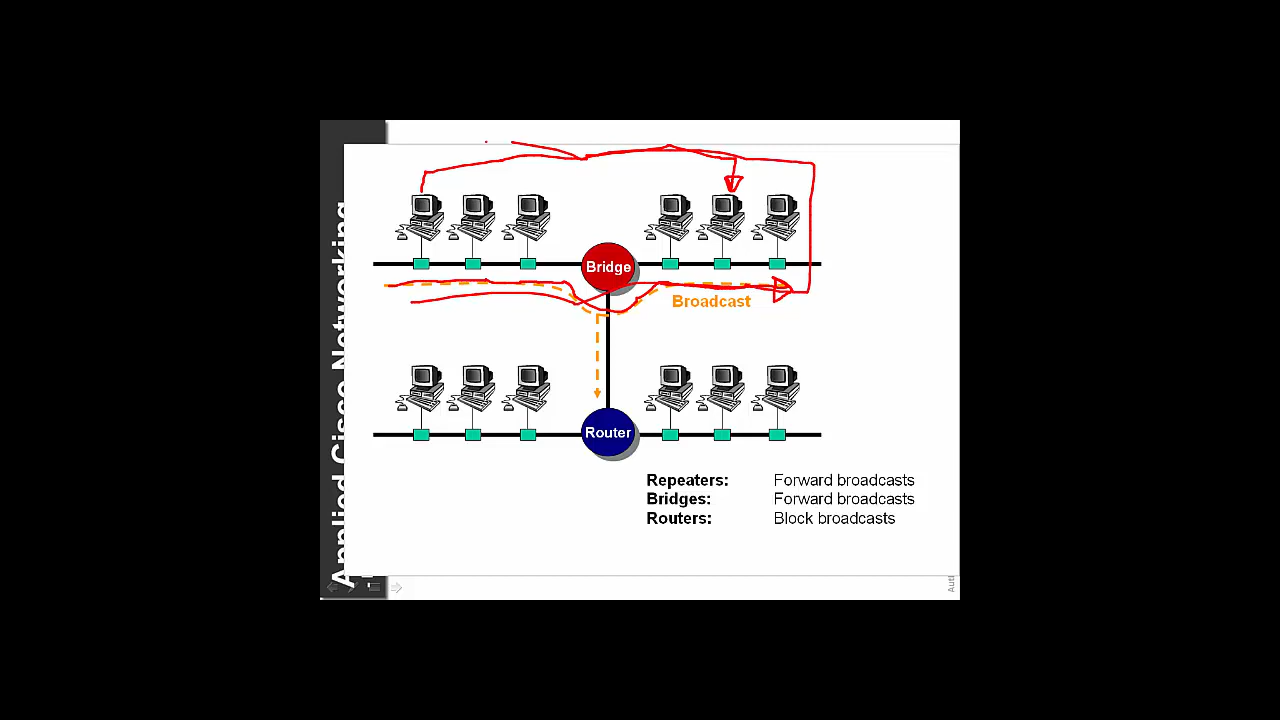 Applied Cisco Networking
Bridge
Broadcast
Router
Repeaters: Forward broadcasts
Bridges: Forward broadcasts
Routers: Block broadcasts